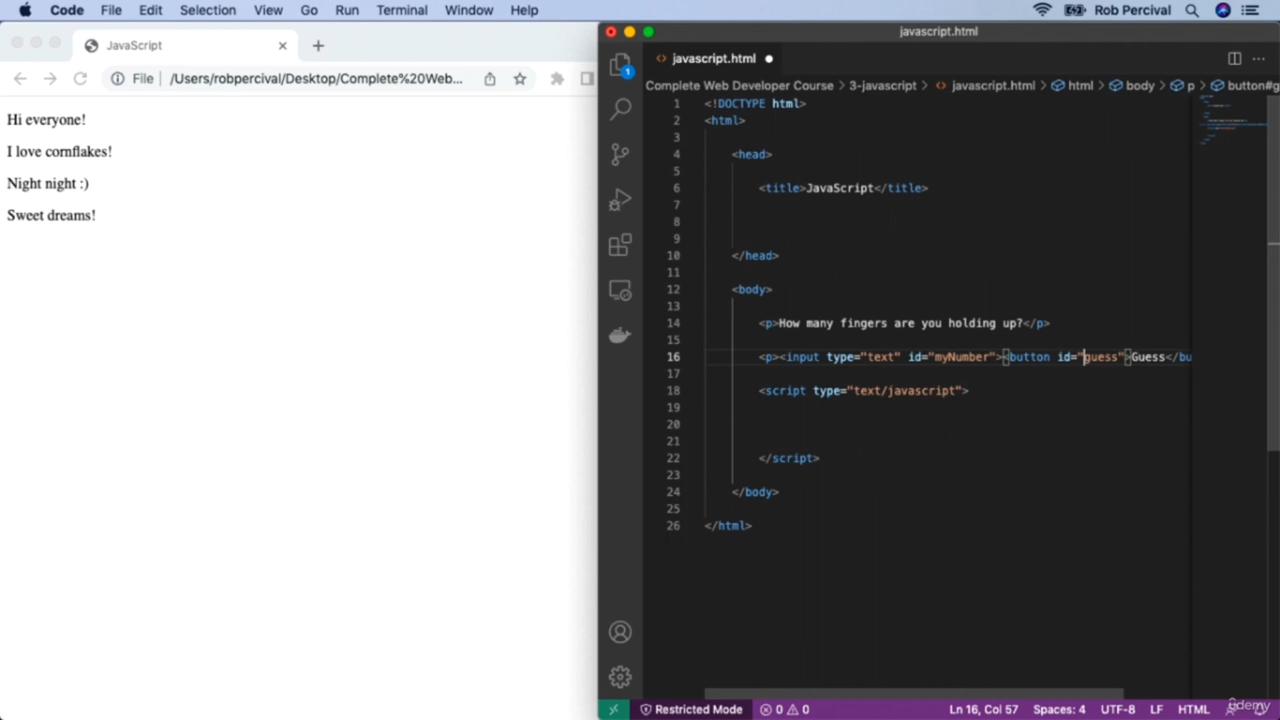 Code File Edit Selection View Go Run Terminal Window Help Rob Percival
javascript.html
JavaScript
File /Users/robpercival/Desktop/Complete%20Web...
Hi everyone!
I love cornflakes!
Night night :)
Sweet dreams!
1
javascript.html
Complete Web Developer Course 3-javascript javascript.html html body p button#g
1 <!DOCTYPE html>
2 <html>
3
4 <head>
5
6 <title>JavaScript</title>
7
8
9
10 </head>
11
12 <body>
13
14 <p>How many fingers are you holding up?</p>
15
16 <p><input type="text" id="myNumber"><button id="guess">Guess</bu
17
18 <script type="text/javascript">
19
20
21
22 </script>
23
24 </body>
25
26 </html>
Restricted Mode 0 0 Ln 16, Col 57 Spaces: 4 UTF-8 LF HTML
ûdemy